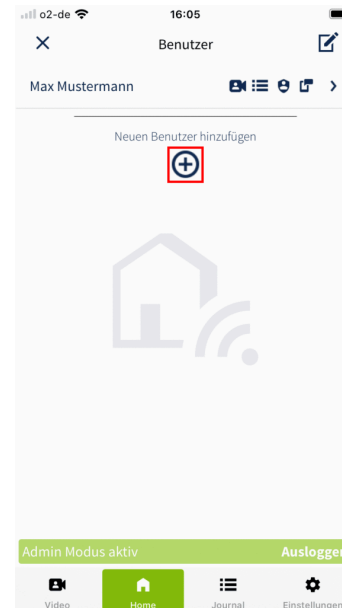 o2-de 16:05
Benutzer
Max Mustermann
Neuen Benutzer hinzufügen
Admin Modus aktiv Ausloggen
Video Home Journal Einstellungen